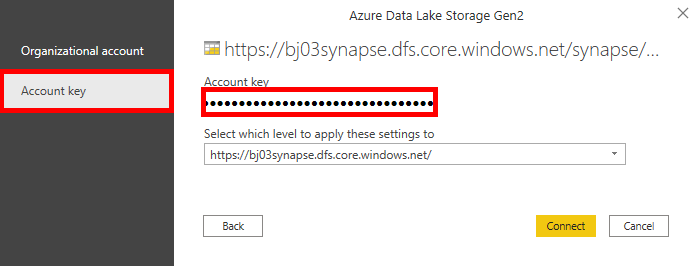 Azure Data Lake Storage Gen2
Organizational account
Account key
https://bj03synapse.dfs.core.windows.net/synapse/...
Account key
••••••••••••••••••••••••••••••••••
Select which level to apply these settings to
https://bj03synapse.dfs.core.windows.net/
Back
Connect
Cancel